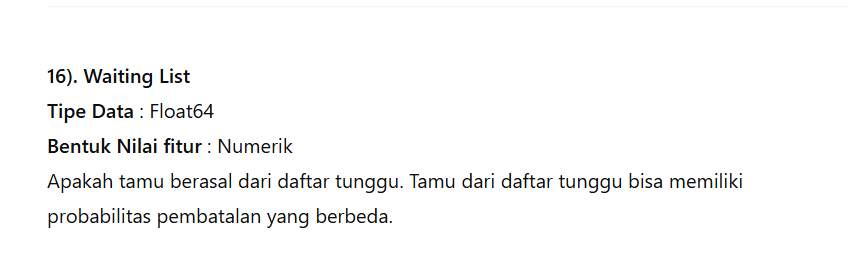 16). Waiting List
Tipe Data : Float64
Bentuk Nilai fitur : Numerik
Apakah tamu berasal dari daftar tunggu. Tamu dari daftar tunggu bisa memiliki
probabilitas pembatalan yang berbeda.